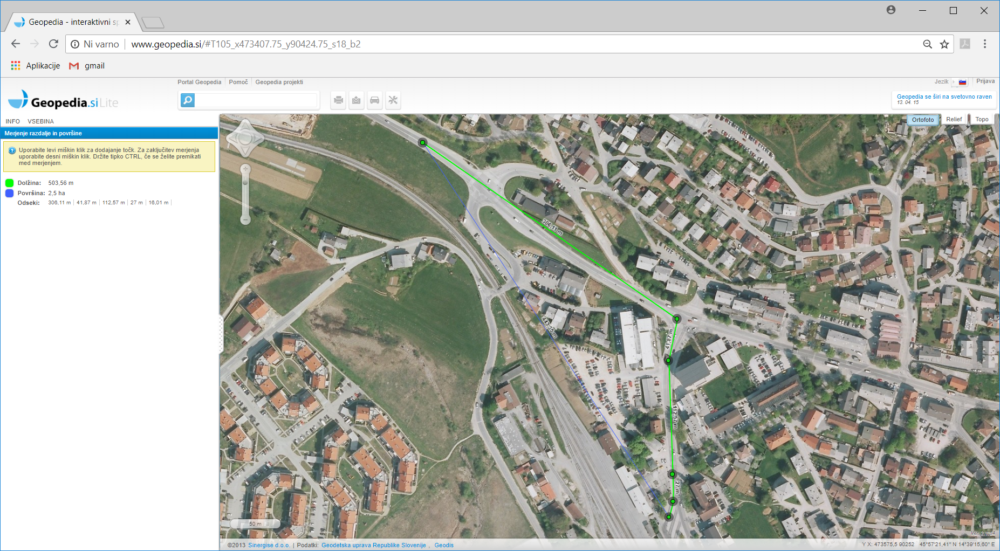 Geopedia - interaktivni sp
Ni varno
www.geopedia.si/#T105_x473407.75_y90424.75_s18_b2
Aplikacije
gmail
Portal Geopedia
Pomoč
Geopedia projekti
Jezik
Prijava
Geopedia.si Lite
Geopedia se širi na svetovno raven
13. 04. 15
INFO
VSEBINA
Ortofoto
Relief
Topo
Merjenje razdalje in površine
Uporabite levi miškin klik za dodajanje točk. Za zaključitev merjenja
uporabite desni miškin klik. Držite tipko CTRL, če se želite premikati
med merjenjem.
Dolžina: 503,56 m
Površina: 2,5 ha
Odseki: 306,11 m | 41,87 m | 112,57 m | 27 m | 16,01 m |
306,11 m
443,35 m
41,87 m
112,57 m
27 m
50 m
©2013 Sinergise d.o.o. | Podatki: Geodetska uprava Republike Slovenije , Geodis
Y X: 473575,5 90252 45°57'21,41" N 14°39'15,60" E